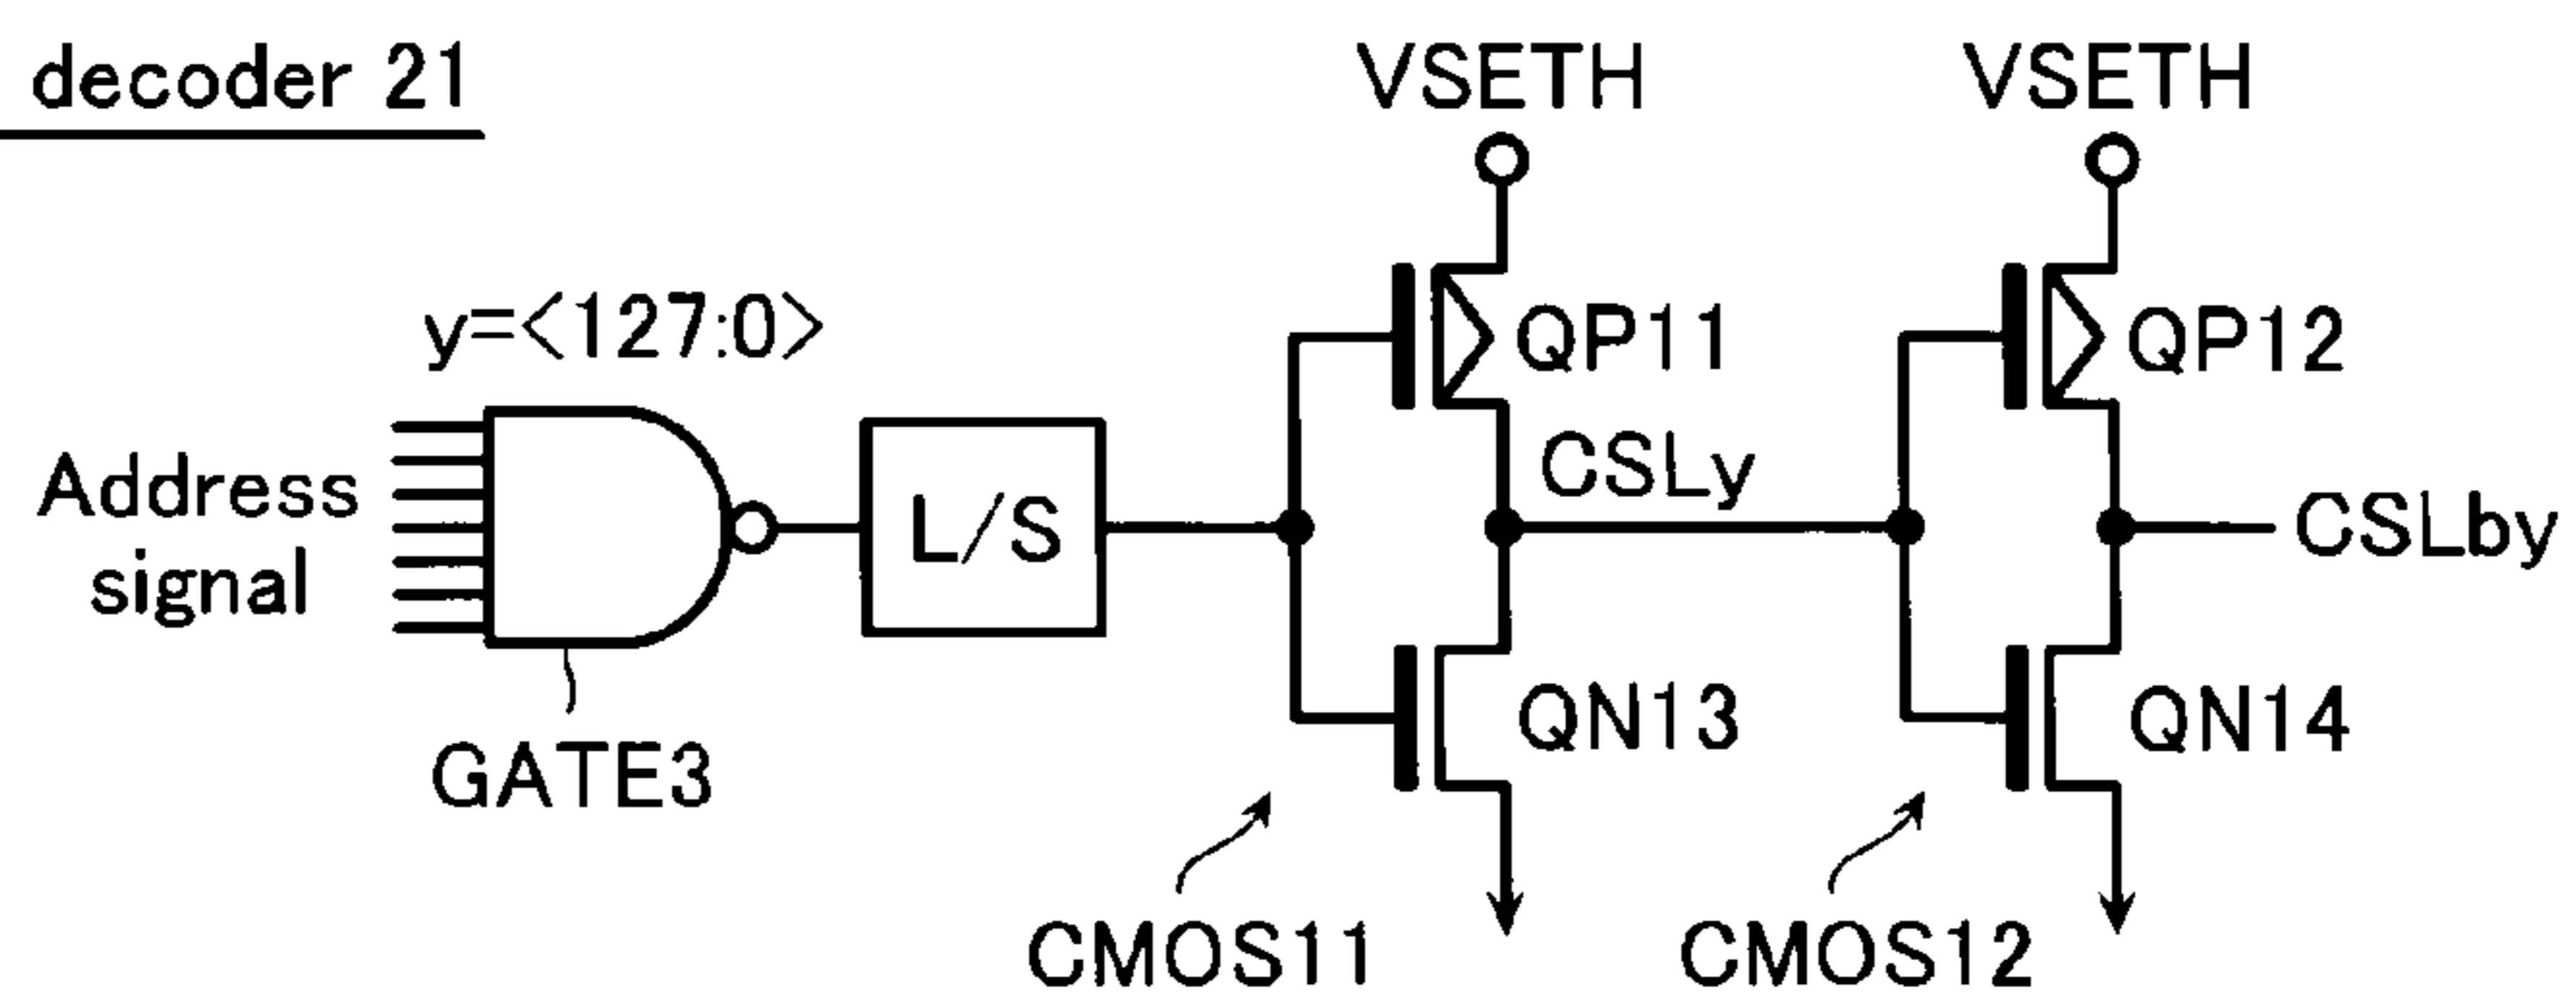 decoder 21
VSETH
VSETH
y=<127:0>
QP11
QP12
Address
signal
L/S
CSLy
CSLby
GATE3
QN13
QN14
CMOS11
CMOS12